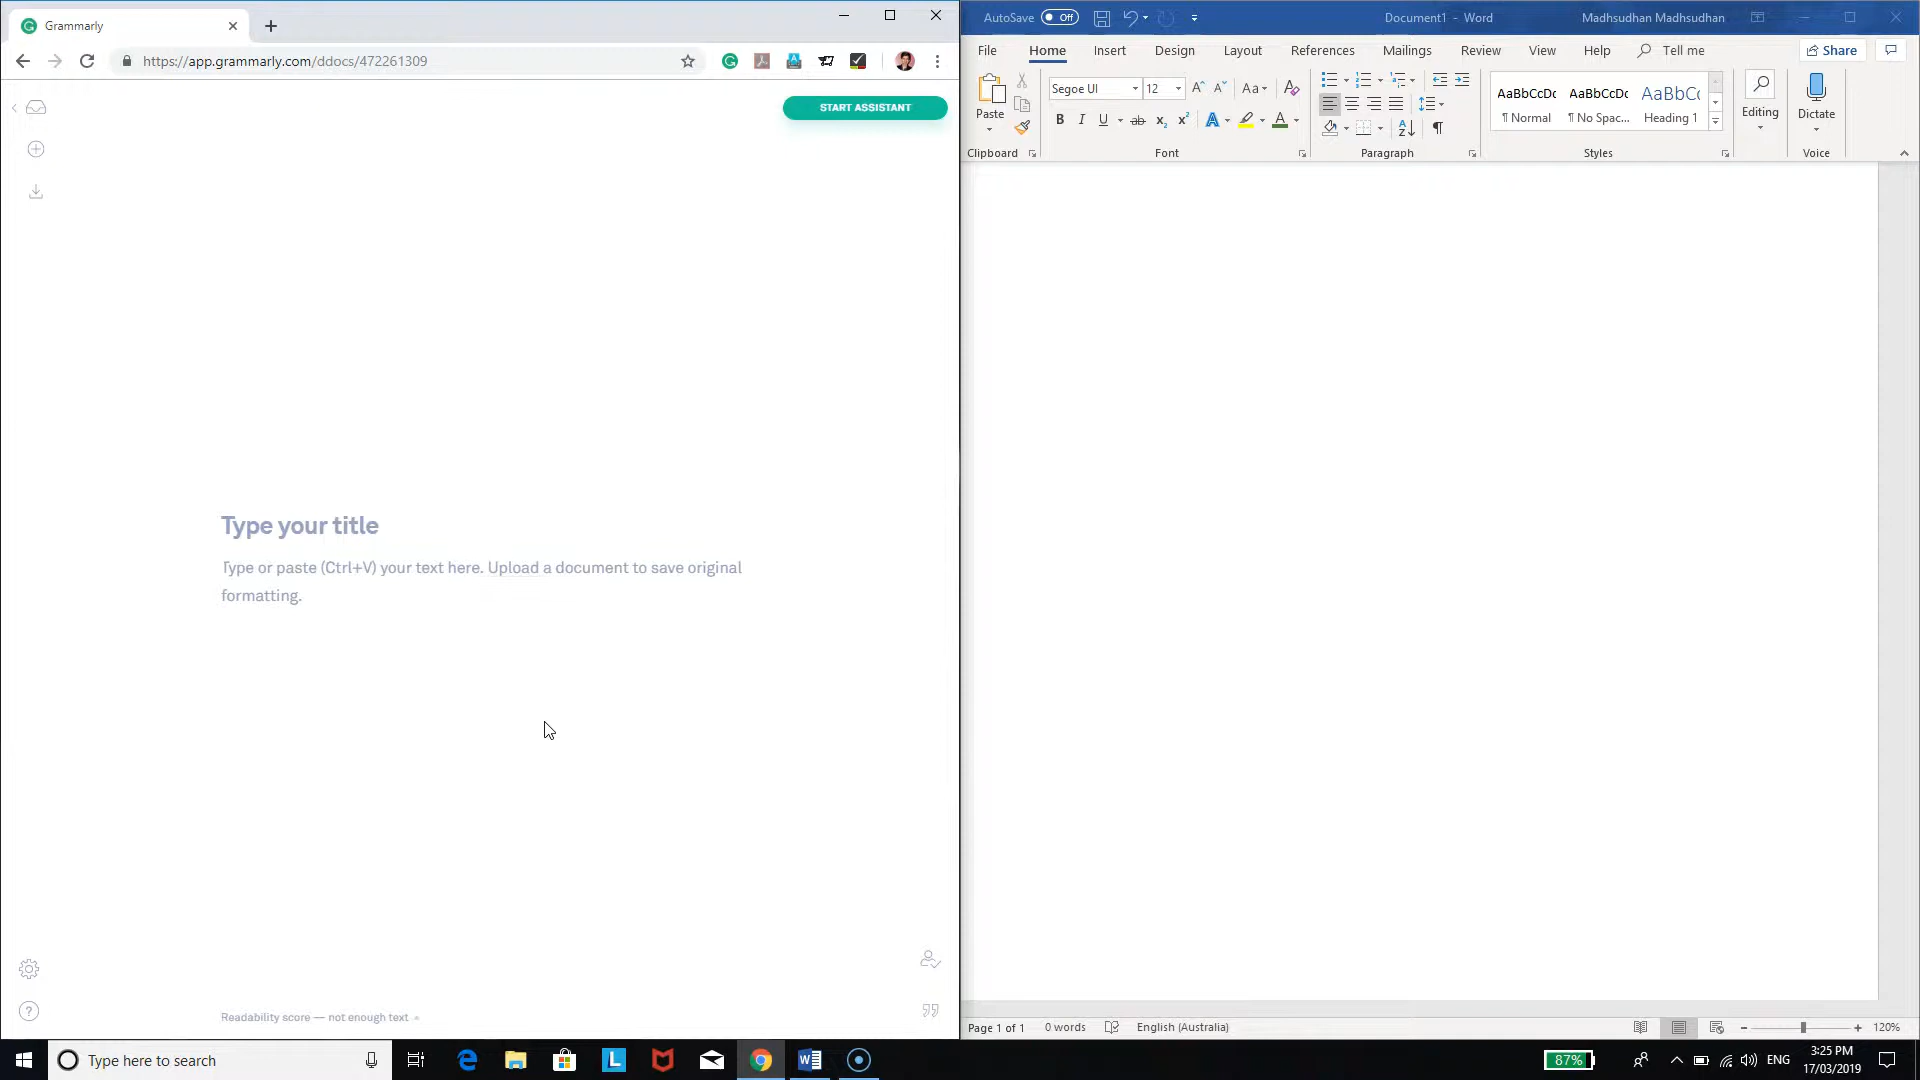 Grammarly
https://app.grammarly.com/ddocs/472261309
START ASSISTANT
Type your title
Type or paste (Ctrl+V) your text here. Upload a document to save original
formatting.
Readability score — not enough text
AutoSave Off
Document1 - Word
Madhsudhan Madhsudhan
File Home Insert Design Layout References Mailings Review View Help Tell me Share
Paste
Clipboard
Segoe UI 12
Font
Paragraph
AaBbCcDc AaBbCcDc AaBbCc
¶ Normal ¶ No Spac... Heading 1
Styles
Editing
Dictate
Voice
Page 1 of 1 0 words English (Australia) 120%
Type here to search
87%
ENG
3:25 PM
17/03/2019